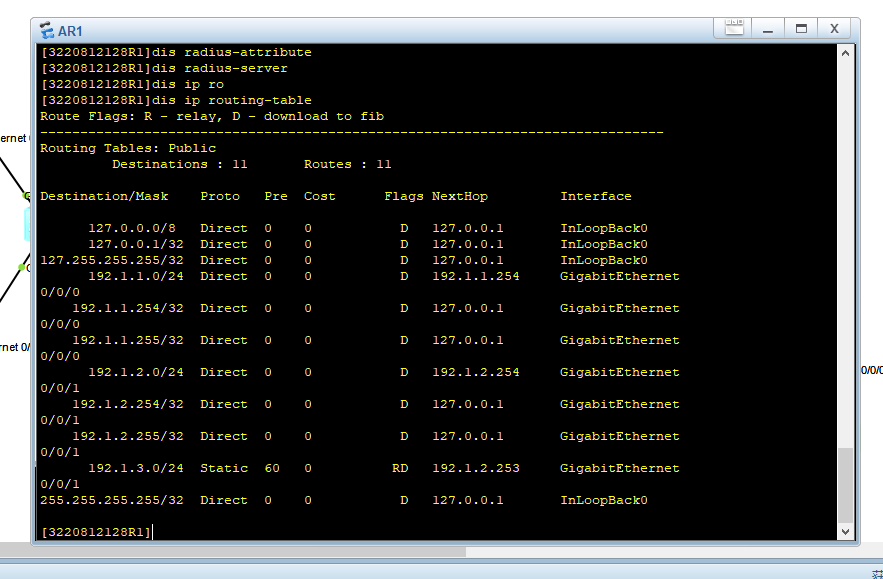 AR1
X
[3220812128R1]dis radius-attribute
[3220812128R1]dis radius-server
[3220812128R1]dis ip ro
[3220812128R1]dis ip routing-table
Route Flags: R - relay, D - download to fib
------------------------------------------------------------------------------
Routing Tables: Public
Destinations : 11 Routes : 11
Destination/Mask Proto Pre Cost Flags NextHop Interface
127.0.0.0/8 Direct 0 0 D 127.0.0.1 InLoopBack0
127.0.0.1/32 Direct 0 0 D 127.0.0.1 InLoopBack0
127.255.255.255/32 Direct 0 0 D 127.0.0.1 InLoopBack0
192.1.1.0/24 Direct 0 0 D 192.1.1.254 GigabitEthernet
0/0/0
192.1.1.254/32 Direct 0 0 D 127.0.0.1 GigabitEthernet
0/0/0
192.1.1.255/32 Direct 0 0 D 127.0.0.1 GigabitEthernet
0/0/0
192.1.2.0/24 Direct 0 0 D 192.1.2.254 GigabitEthernet
0/0/1
192.1.2.254/32 Direct 0 0 D 127.0.0.1 GigabitEthernet
0/0/1
192.1.2.255/32 Direct 0 0 D 127.0.0.1 GigabitEthernet
0/0/1
192.1.3.0/24 Static 60 0 RD 192.1.2.253 GigabitEthernet
0/0/1
255.255.255.255/32 Direct 0 0 D 127.0.0.1 InLoopBack0
[3220812128R1]